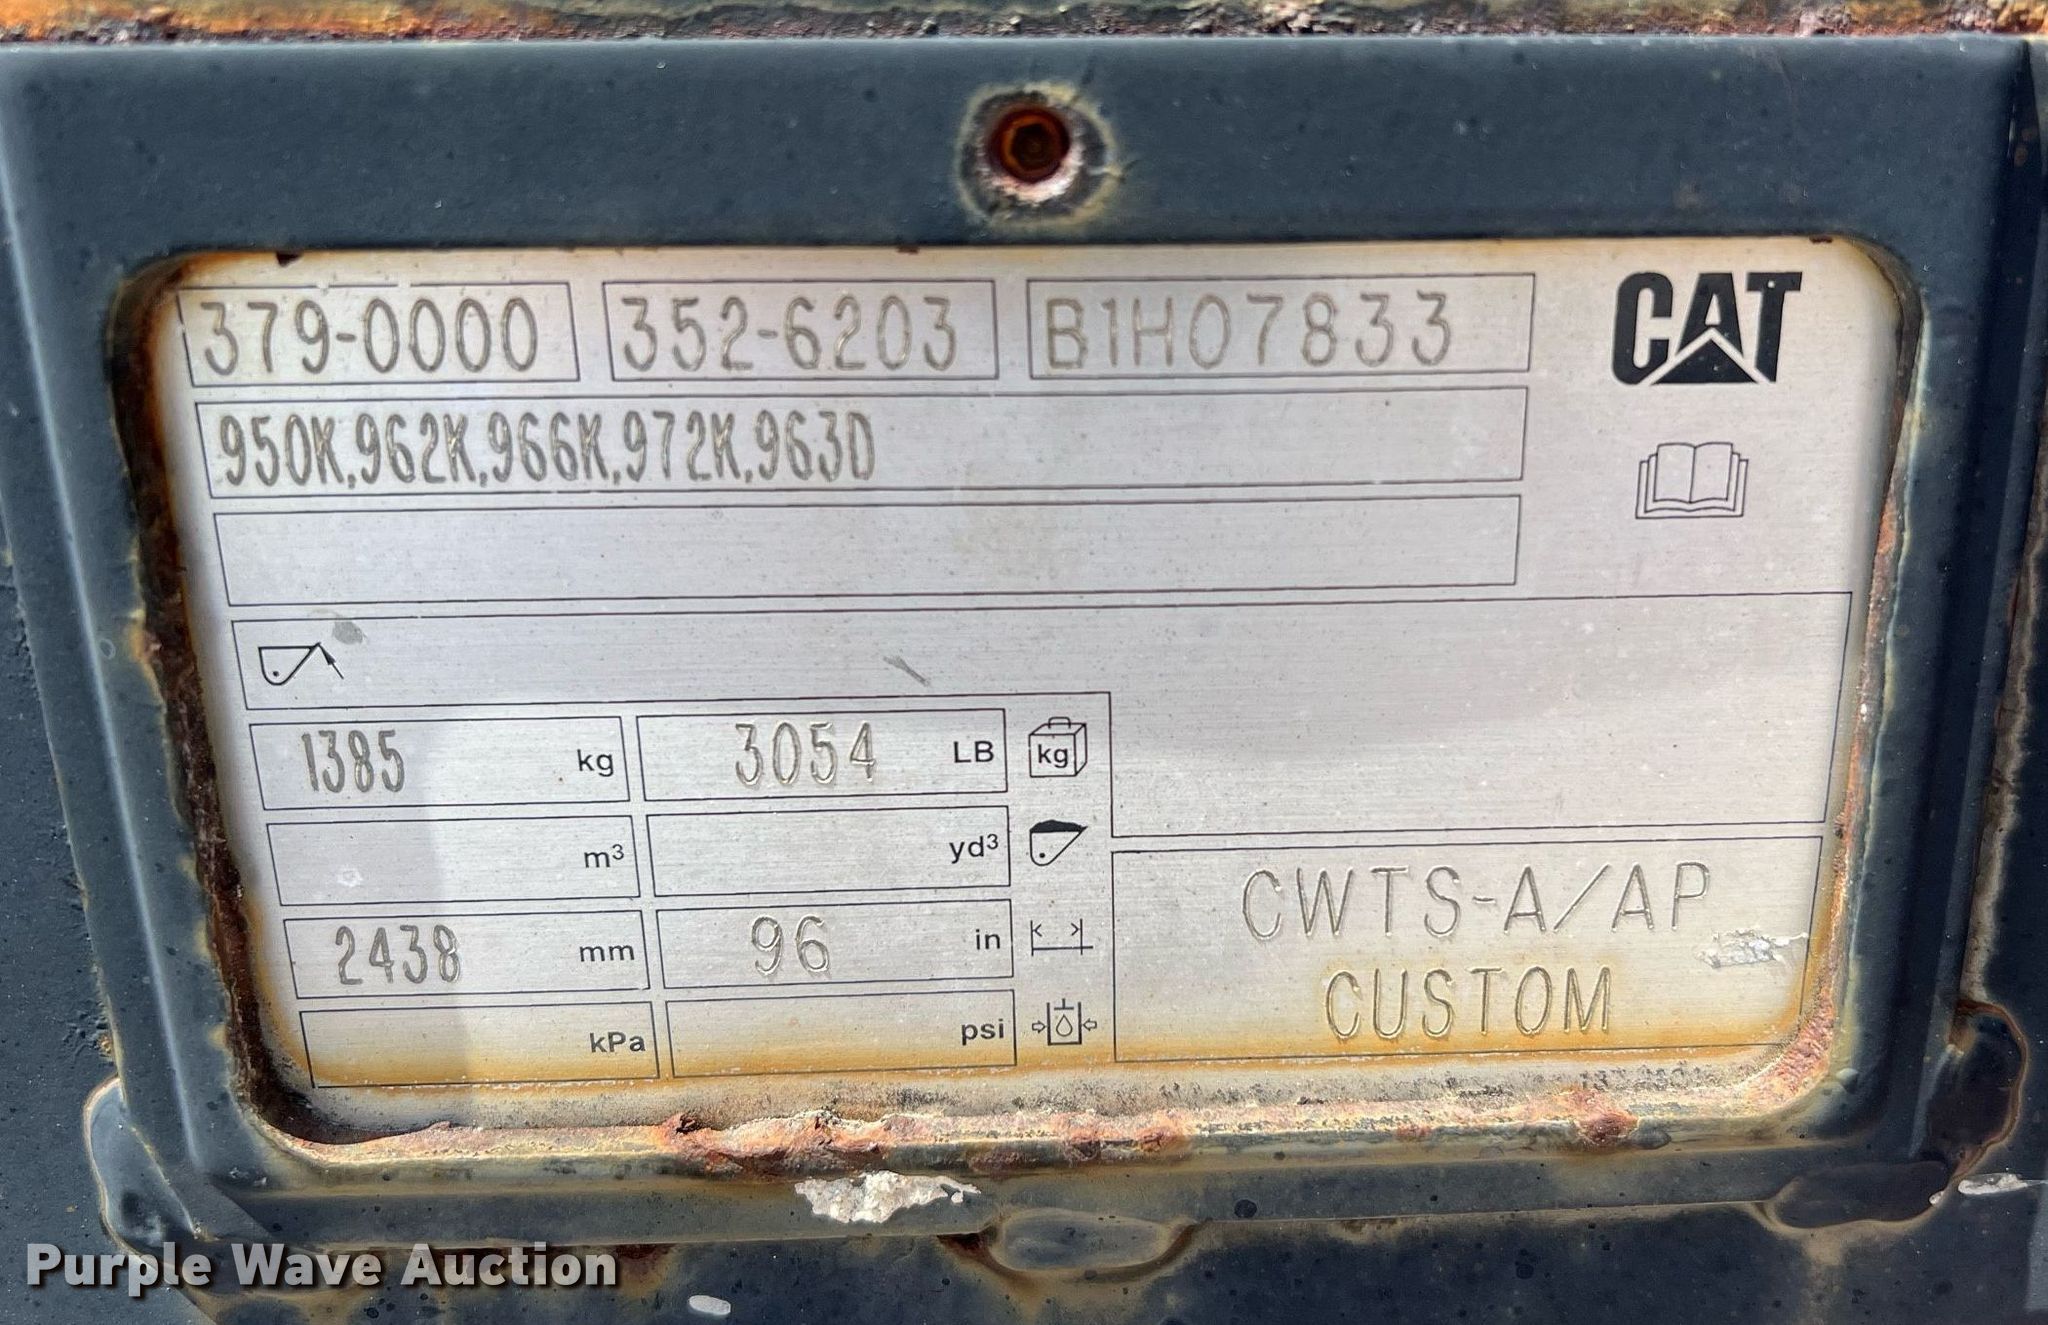 379-0000 352-6203 B1H07833 CAT
950K,962K,966K,972K,963D
1385 kg 3054 LB kg
m³ yd³
2438 mm 96 in
kPa psi
CWTS-A/AP
CUSTOM
Purple Wave Auction